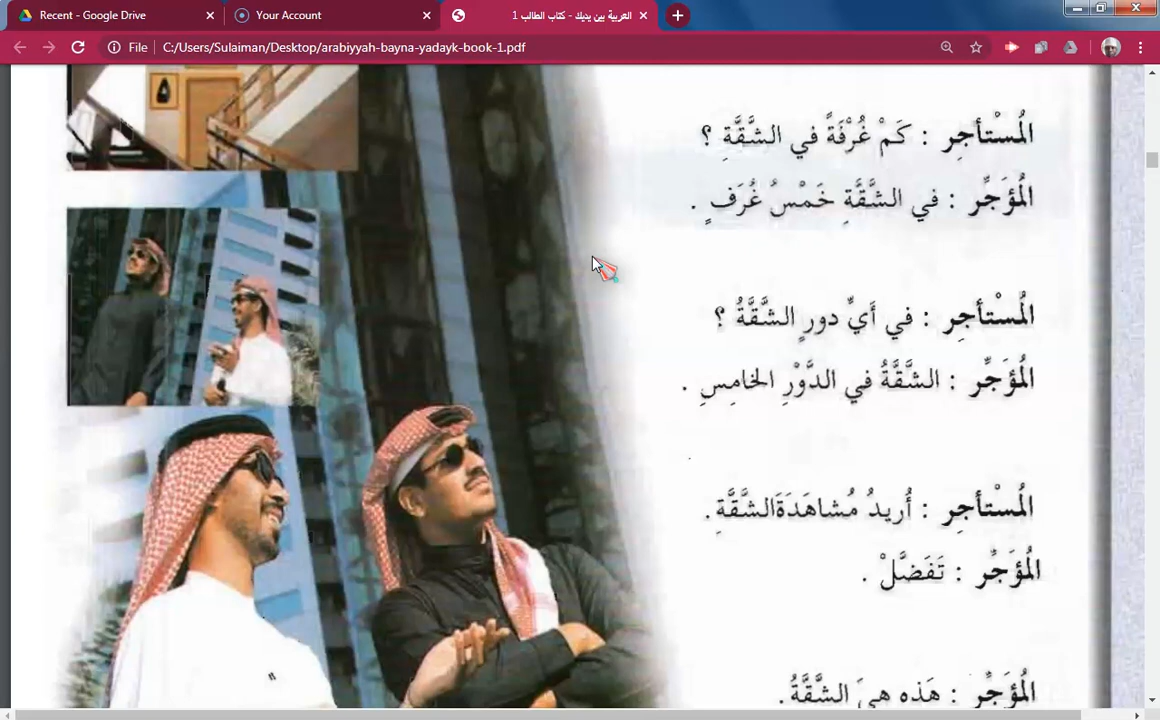 Recent - Google Drive
Your Account
العربية بين يديك - كتاب الطالب 1
File C:/Users/Sulaiman/Desktop/arabiyyah-bayna-yadayk-book-1.pdf
المُسْتأجِر : كَمْ غُرْفَةً في الشَّقَّةِ ؟
المُؤَجِّر : في الشَّقَّةِ خَمْسُ غُرَفٍ .
المُسْتأجِر : في أَيِّ دورٍ الشَّقَّةُ ؟
المُؤَجِّر : الشَّقَّةُ في الدَّوْرِ الخامِسِ .
المُسْتأجِر : أُريدُ مُشاهَدَةَ الشَّقَّةِ .
المُؤَجِّر : تَفَضَّلْ .
المُؤَجِّر : هَذه هيَ الشَّقَّةُ .